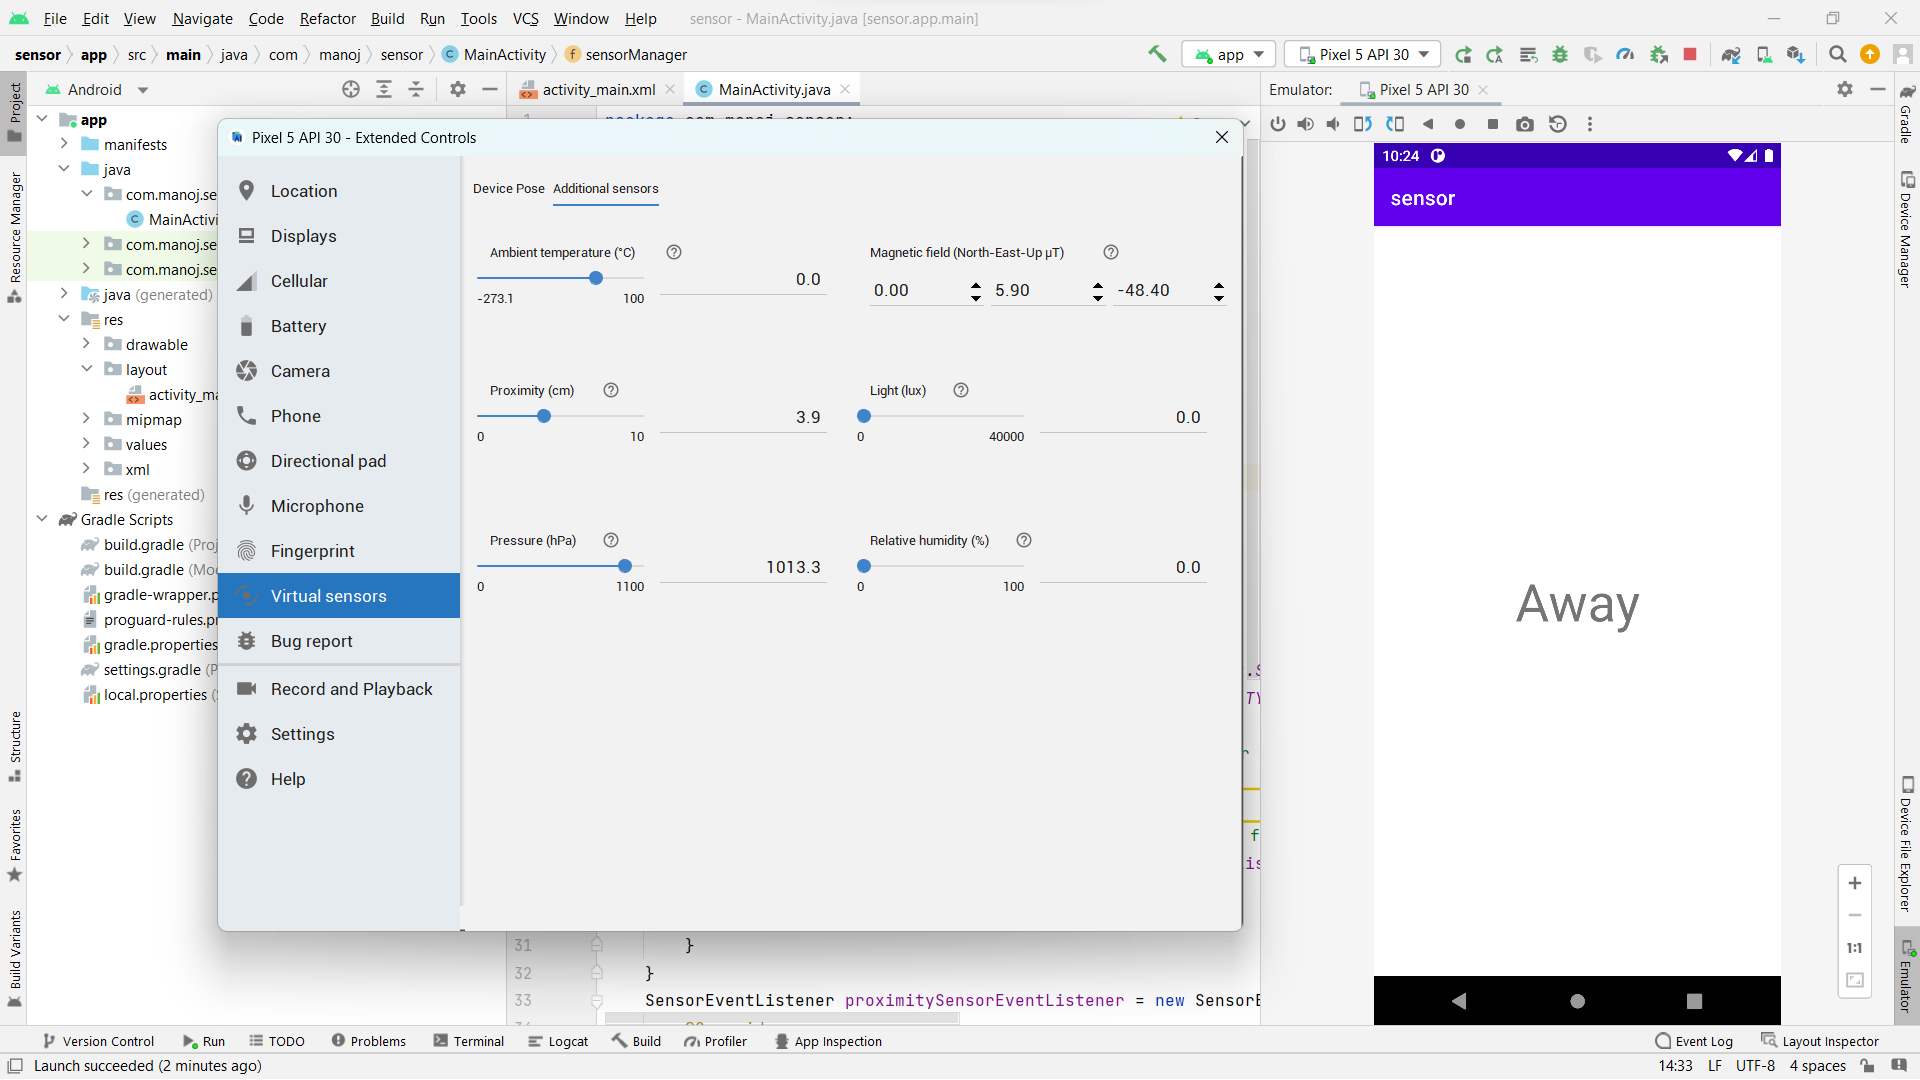 File Edit View Navigate Code Refactor Build Run Tools VCS Window Help sensor - MainActivity.java [sensor.app.main]
sensor app src main java com manoj sensor MainActivity sensorManager app Pixel 5 API 30
Android activity_main.xml MainActivity.java Emulator: Pixel 5 API 30
Project
Resource Manager
Structure
Favorites
Build Variants
app
manifests
java
com.manoj.se
MainActivi
com.manoj.se
com.manoj.se
java (generated)
res
drawable
layout
activity_ma
mipmap
values
xml
res (generated)
Gradle Scripts
build.gradle (Proj
build.gradle (Mod
gradle-wrapper.p
proguard-rules.pr
gradle.properties
settings.gradle (P
local.properties (S
Pixel 5 API 30 - Extended Controls
Location
Displays
Cellular
Battery
Camera
Phone
Directional pad
Microphone
Fingerprint
Virtual sensors
Bug report
Record and Playback
Settings
Help
Device Pose Additional sensors
Ambient temperature (°C) Magnetic field (North-East-Up µT)
0.0 0.00 5.90 -48.40
-273.1 100
Proximity (cm) Light (lux)
3.9 0.0
0 10 0 40000
Pressure (hPa) Relative humidity (%)
1013.3 0.0
0 1100 0 100
31 }
32 }
33 SensorEventListener proximitySensorEventListener = new SensorE
10:24
sensor
Away
1:1
Gradle
Device Manager
Device File Explorer
Emulator
Version Control Run TODO Problems Terminal Logcat Build Profiler App Inspection Event Log Layout Inspector
Launch succeeded (2 minutes ago) 14:33 LF UTF-8 4 spaces